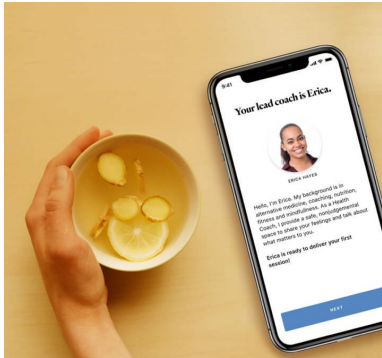 9:41
Your lead coach is Erica.
ERICA HAYES
Hello, I'm Erica. My background is in
alternative medicine, coaching, nutrition,
fitness and mindfulness. As a Health
Coach, I provide a safe, nonjudgemental
space to share your feelings and talk about
what matters to you.
Erica is ready to deliver your first
session!
NEXT